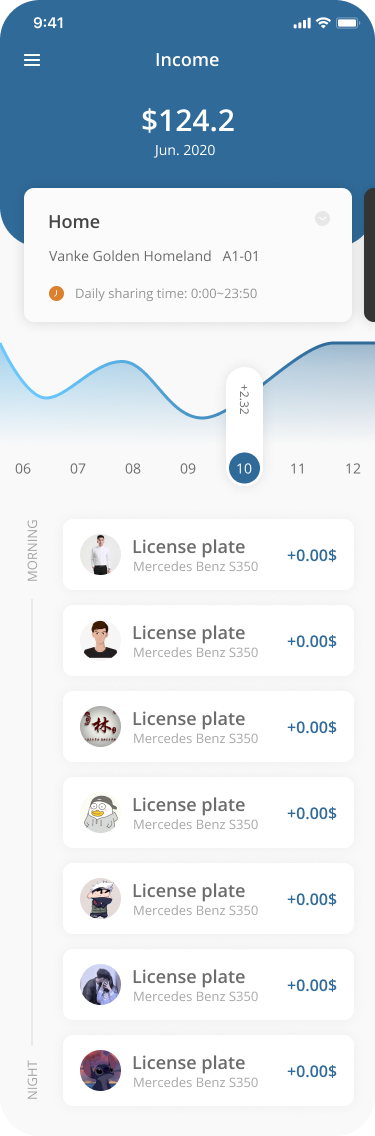 9:41
Income
$124.2
Jun. 2020
Home
Vanke Golden Homeland A1-01
Daily sharing time: 0:00~23:50
+2.32
06 07 08 09 10 11 12
MORNING
License plate
Mercedes Benz S350
+0.00$
License plate
Mercedes Benz S350
+0.00$
林
License plate
Mercedes Benz S350
+0.00$
License plate
Mercedes Benz S350
+0.00$
License plate
Mercedes Benz S350
+0.00$
License plate
Mercedes Benz S350
+0.00$
License plate
Mercedes Benz S350
+0.00$
NIGHT